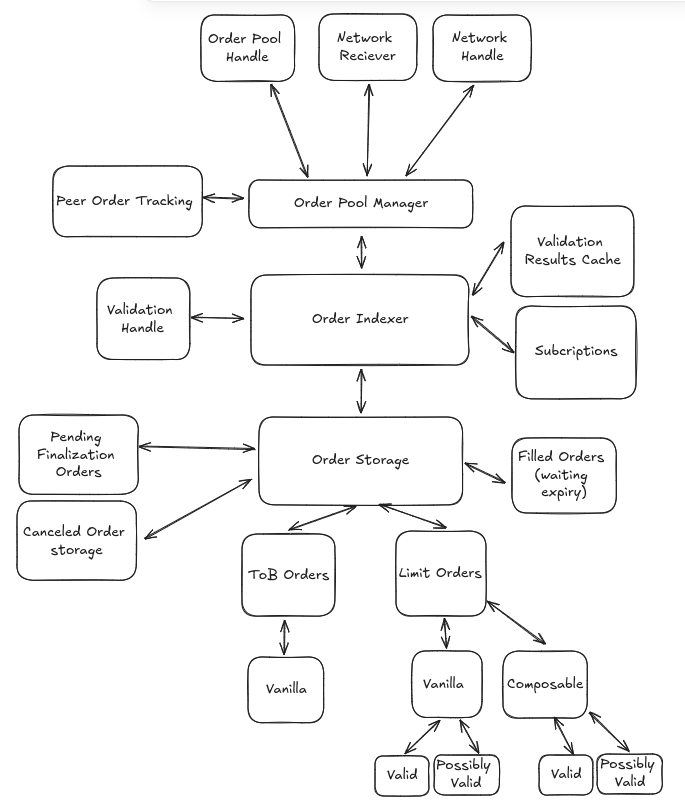 Order Pool
Handle
Network
Reciever
Network
Handle
Peer Order Tracking
Order Pool Manager
Validation
Results Cache
Validation
Handle
Order Indexer
Subcriptions
Pending
Finalization
Orders
Order Storage
Filled Orders
(waiting
expiry)
Canceled Order
storage
ToB Orders
Limit Orders
Vanilla
Vanilla
Composable
Valid
Possibly
Valid
Valid
Possibly
Valid